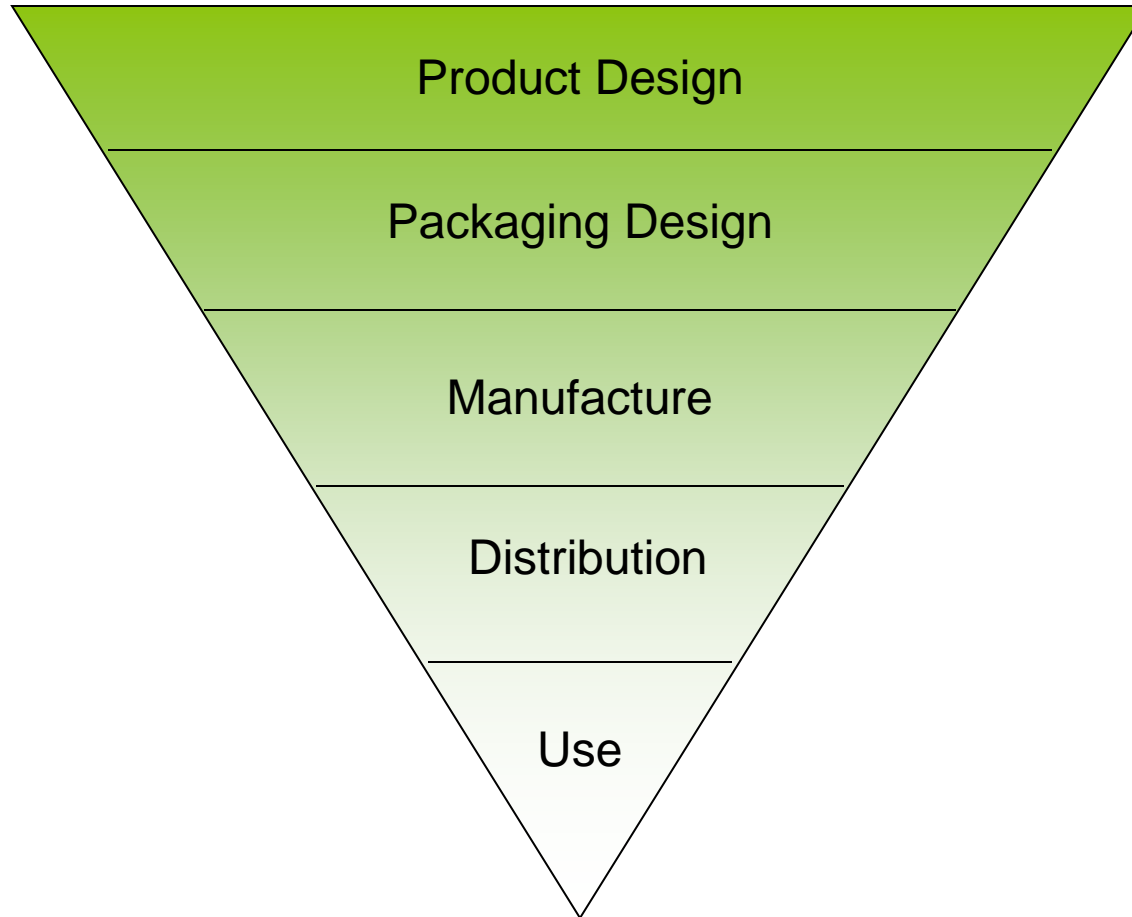 Product Design
Packaging Design
Manufacture
Distribution
Use